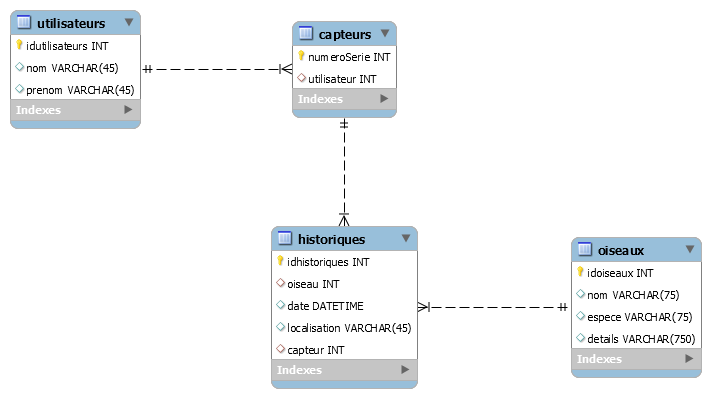 utilisateurs
idutilisateurs INT
nom VARCHAR(45)
prenom VARCHAR(45)
Indexes
capteurs
numeroSerie INT
utilisateur INT
Indexes
historiques
idhistoriques INT
oiseau INT
date DATETIME
localisation VARCHAR(45)
capteur INT
Indexes
oiseaux
idoiseaux INT
nom VARCHAR(75)
espece VARCHAR(75)
details VARCHAR(750)
Indexes